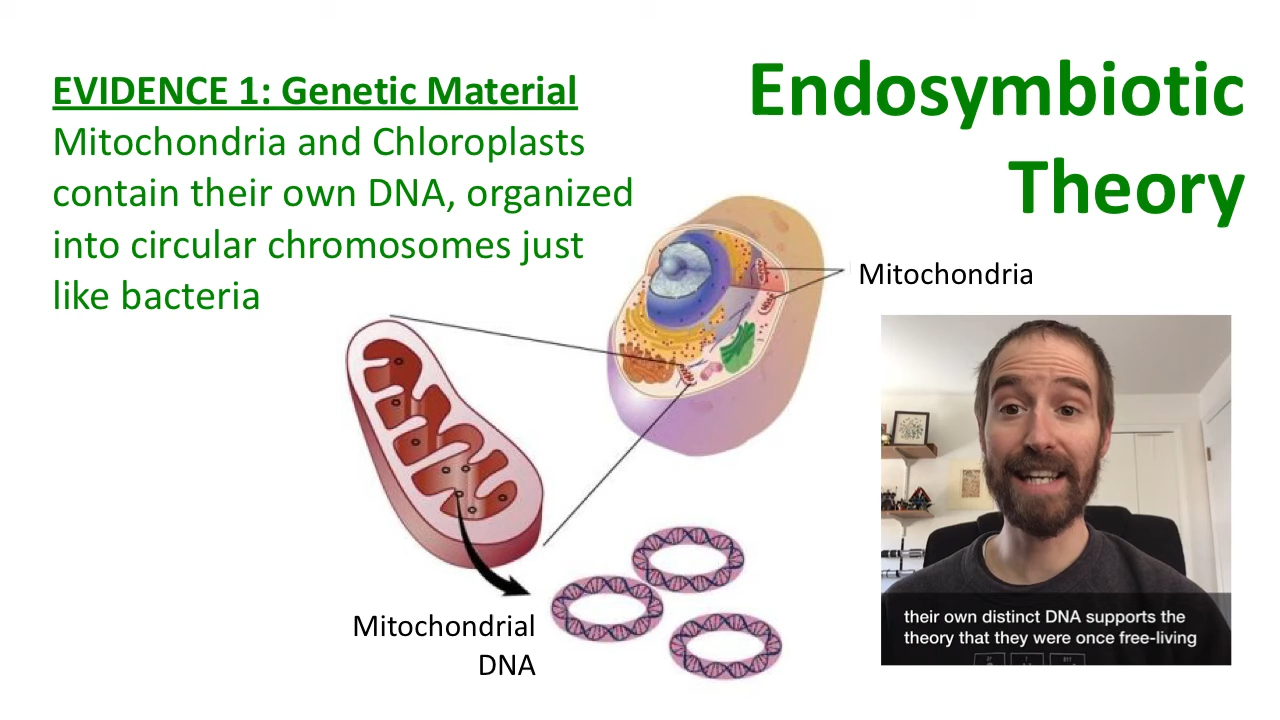 EVIDENCE 1: Genetic Material
Mitochondria and Chloroplasts
contain their own DNA, organized
into circular chromosomes just
like bacteria
Endosymbiotic
Theory
Mitochondria
Mitochondrial
DNA
their own distinct DNA supports the
theory that they were once free-living